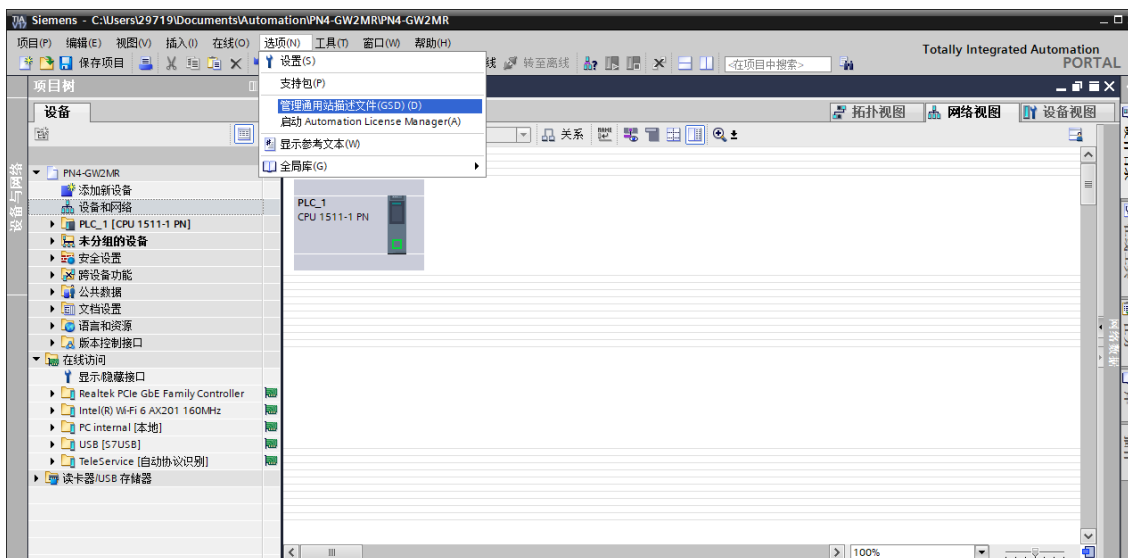 Siemens - C:\Users\29719\Documents\Automation\PN4-GW2MR\PN4-GW2MR
项目(P) 编辑(E) 视图(V) 插入(I) 在线(O) 选项(N) 工具(T) 窗口(W) 帮助(H)
Totally Integrated Automation
PORTAL
保存项目
转至离线
<在项目中搜索>
设置(S)
支持包(P)
管理通用站描述文件(GSD) (D)
启动 Automation License Manager(A)
显示参考文本(W)
全局库(G)
项目树
设备
拓扑视图 网络视图 设备视图
关系
设备与网络
PN4-GW2MR
添加新设备
设备和网络
PLC_1 [CPU 1511-1 PN]
未分组的设备
安全设置
跨设备功能
公共数据
文档设置
语言和资源
版本控制接口
在线访问
显示/隐藏接口
Realtek PCIe GbE Family Controller
Intel(R) Wi-Fi 6 AX201 160MHz
PC internal [本地]
USB [S7USB]
TeleService [自动协议识别]
读卡器/USB 存储器
PLC_1
CPU 1511-1 PN
网络数据
100%